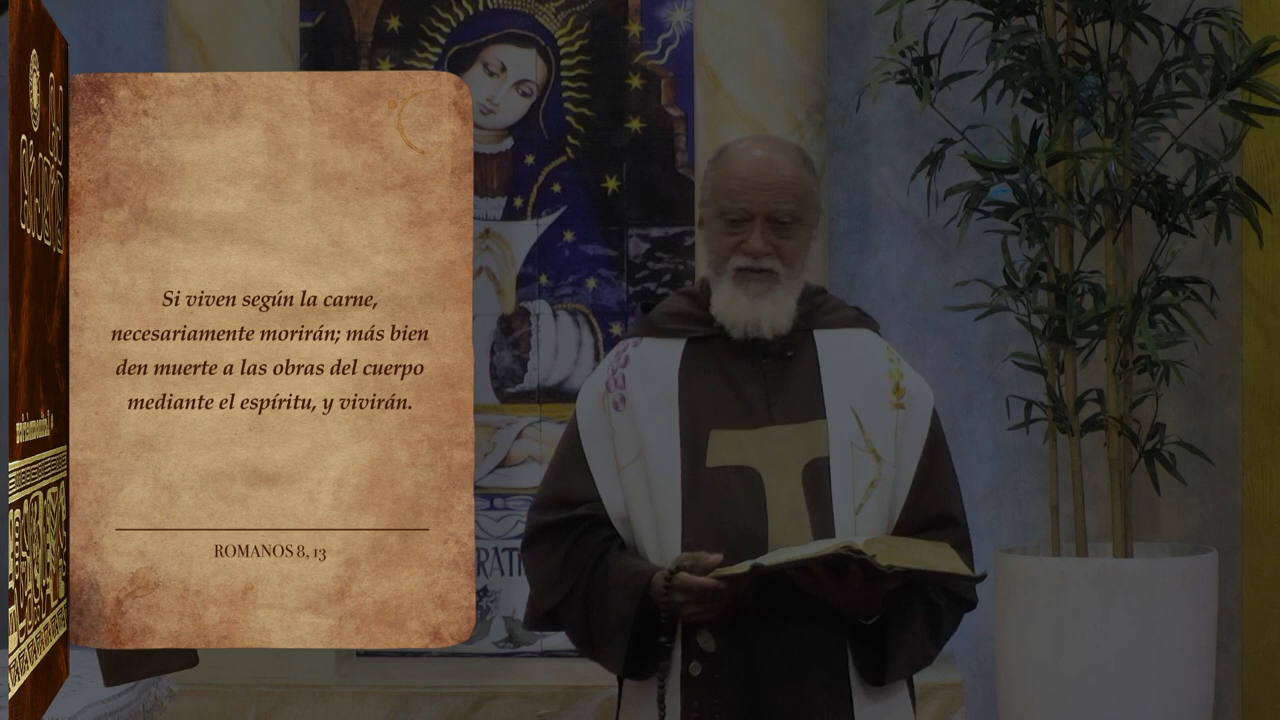 Si viven según la carne,
necesariamente morirán; más bien
den muerte a las obras del cuerpo
mediante el espíritu, y vivirán.
ROMANOS 8, 13